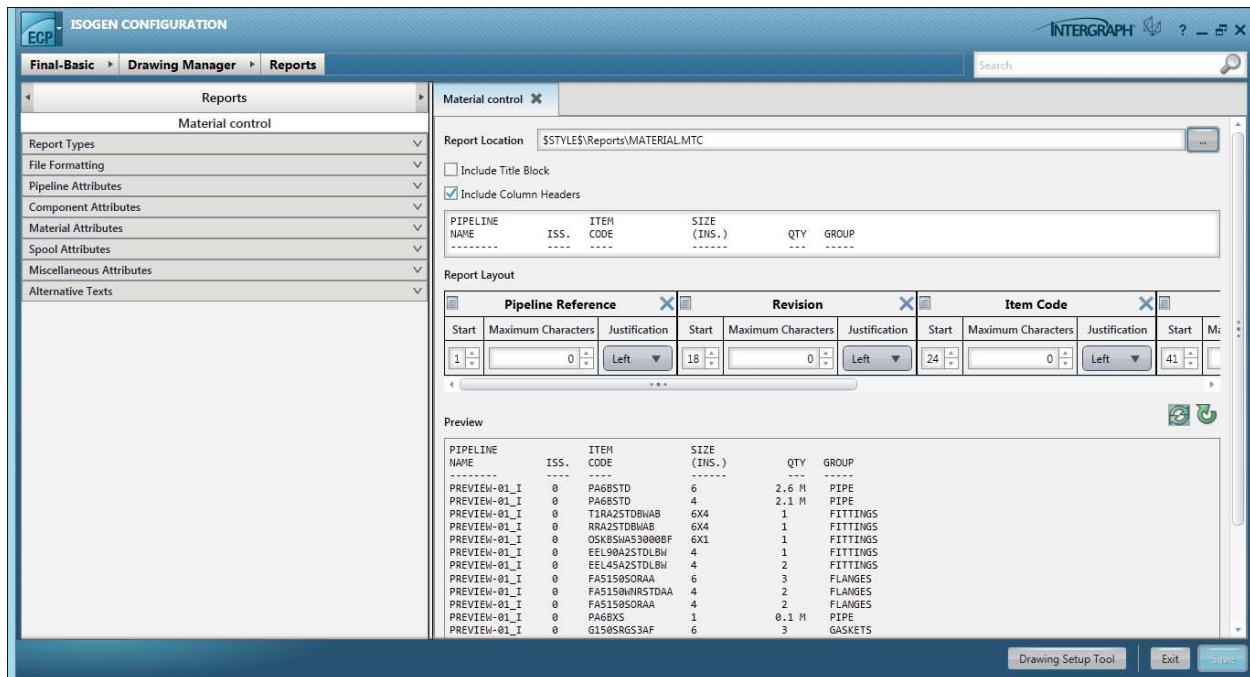 ISOGEN CONFIGURATION
ECP
INTERGRAPH
?
Final-Basic Drawing Manager Reports
Search
Reports
Material control
Report Types
File Formatting
Pipeline Attributes
Component Attributes
Material Attributes
Spool Attributes
Miscellaneous Attributes
Alternative Texts
Material control
Report Location $STYLE$\Reports\MATERIAL.MTC ...
Include Title Block
Include Column Headers
PIPELINE ITEM SIZE
NAME ISS. CODE (INS.) QTY GROUP
-------- ---- ---- ------ --- -----
Report Layout
Pipeline Reference Revision Item Code
Start Maximum Characters Justification Start Maximum Characters Justification Start Maximum Characters Justification Start Ma
1 0 Left 18 0 Left 24 0 Left 41
Preview
PIPELINE ITEM SIZE
NAME ISS. CODE (INS.) QTY GROUP
-------- ---- ---- ------ --- -----
PREVIEW-01_I 0 PA6BSTD 6 2.6 M PIPE
PREVIEW-01_I 0 PA6BSTD 4 2.1 M PIPE
PREVIEW-01_I 0 T1RA2STDBWAB 6X4 1 FITTINGS
PREVIEW-01_I 0 RRA2STDBWAB 6X4 1 FITTINGS
PREVIEW-01_I 0 OSKBSWA53000BF 6X1 1 FITTINGS
PREVIEW-01_I 0 EEL90A2STDLBW 4 1 FITTINGS
PREVIEW-01_I 0 EEL45A2STDLBW 4 2 FITTINGS
PREVIEW-01_I 0 FA5150SORAA 6 3 FLANGES
PREVIEW-01_I 0 FA5150WNRSTDAA 4 2 FLANGES
PREVIEW-01_I 0 FA5150SORAA 4 2 FLANGES
PREVIEW-01_I 0 PA6BXS 1 0.1 M PIPE
PREVIEW-01_I 0 G150SRGS3AF 6 3 GASKETS
Drawing Setup Tool Exit Save